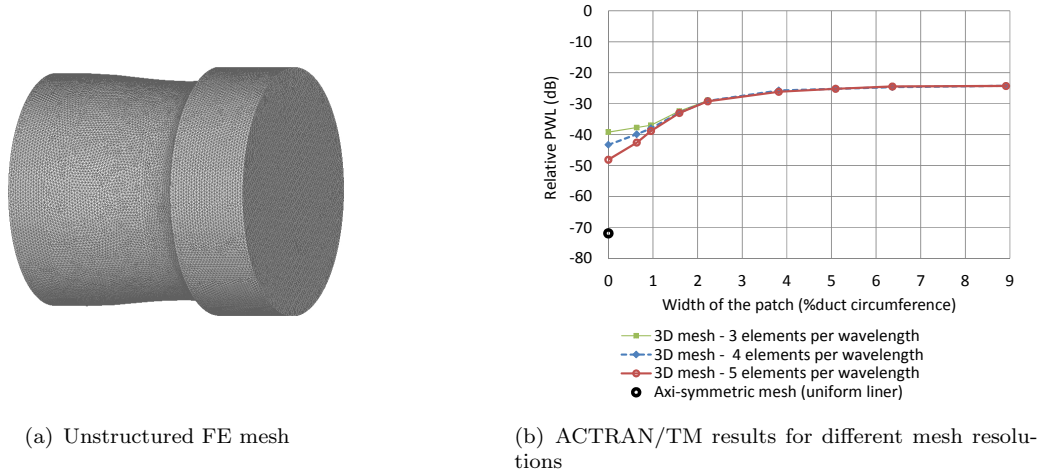 0
-10
-20
-30
-40
-50
-60
-70
-80
Relative PWL (dB)
0 1 2 3 4 5 6 7 8 9
Width of the patch (%duct circumference)
3D mesh - 3 elements per wavelength
3D mesh - 4 elements per wavelength
3D mesh - 5 elements per wavelength
Axi-symmetric mesh (uniform liner)
(a) Unstructured FE mesh
(b) ACTRAN/TM results for different mesh resolu-
tions